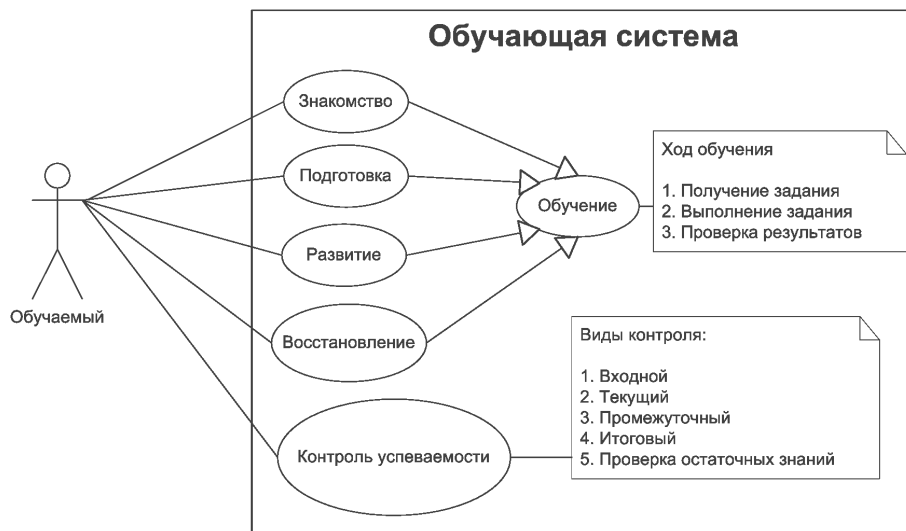 Обучающая система
Знакомство
Подготовка
Развитие
Восстановление
Контроль успеваемости
Обучаемый
Обучение
Ход обучения
1. Получение задания
2. Выполнение задания
3. Проверка результатов
Виды контроля:
1. Входной
2. Текущий
3. Промежуточный
4. Итоговый
5. Проверка остаточных знаний